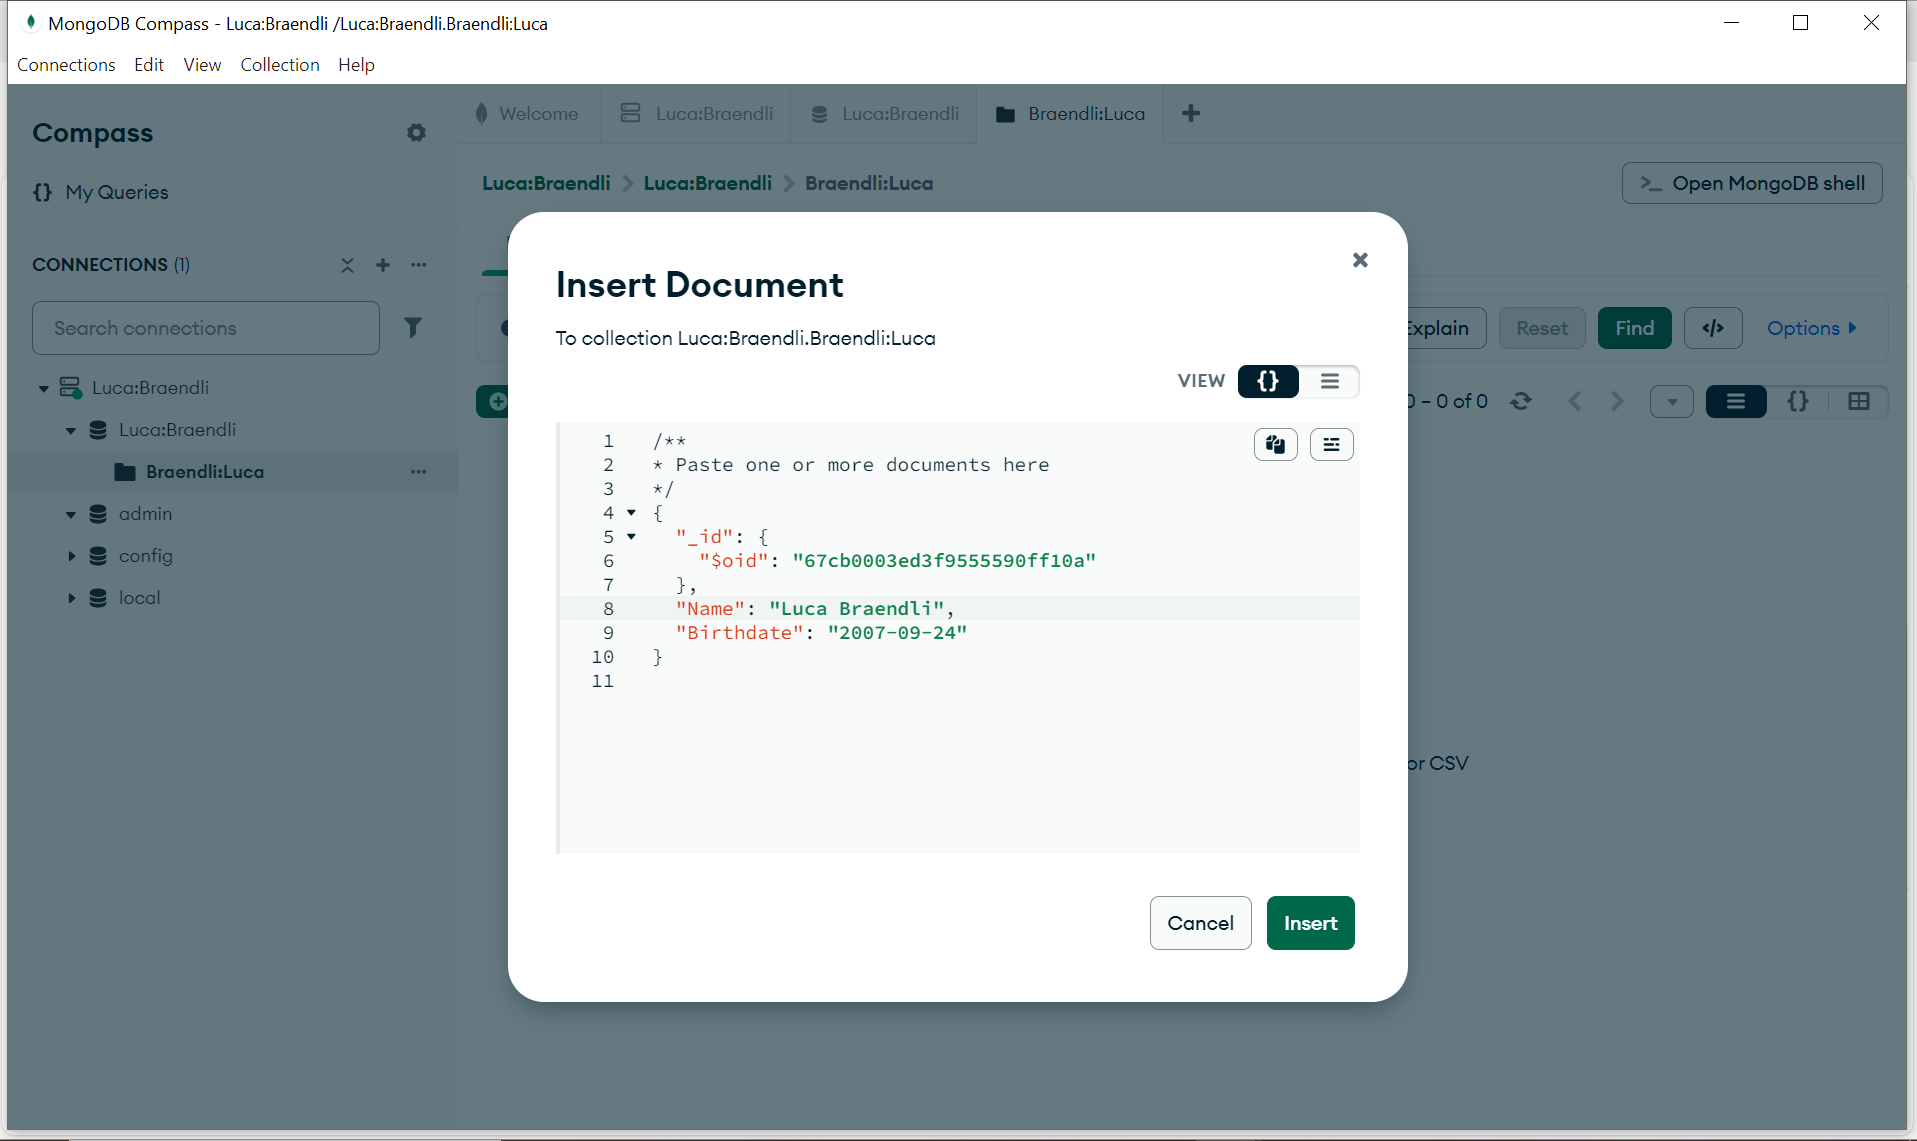 MongoDB Compass - Luca:Braendli /Luca:Braendli.Braendli:Luca
Connections Edit View Collection Help
Compass
My Queries
CONNECTIONS (1)
Search connections
Luca:Braendli
Luca:Braendli
Braendli:Luca
admin
config
local
Welcome Luca:Braendli Luca:Braendli Braendli:Luca
Luca:Braendli > Luca:Braendli > Braendli:Luca
>_ Open MongoDB shell
Explain Reset Find </> Options
0 – 0 of 0 {}
or CSV
Insert Document
To collection Luca:Braendli.Braendli:Luca
VIEW {}
1 /**
2 * Paste one or more documents here
3 */
4 {
5 "_id": {
6 "$oid": "67cb0003ed3f9555590ff10a"
7 },
8 "Name": "Luca Braendli",
9 "Birthdate": "2007-09-24"
10 }
11
Cancel Insert